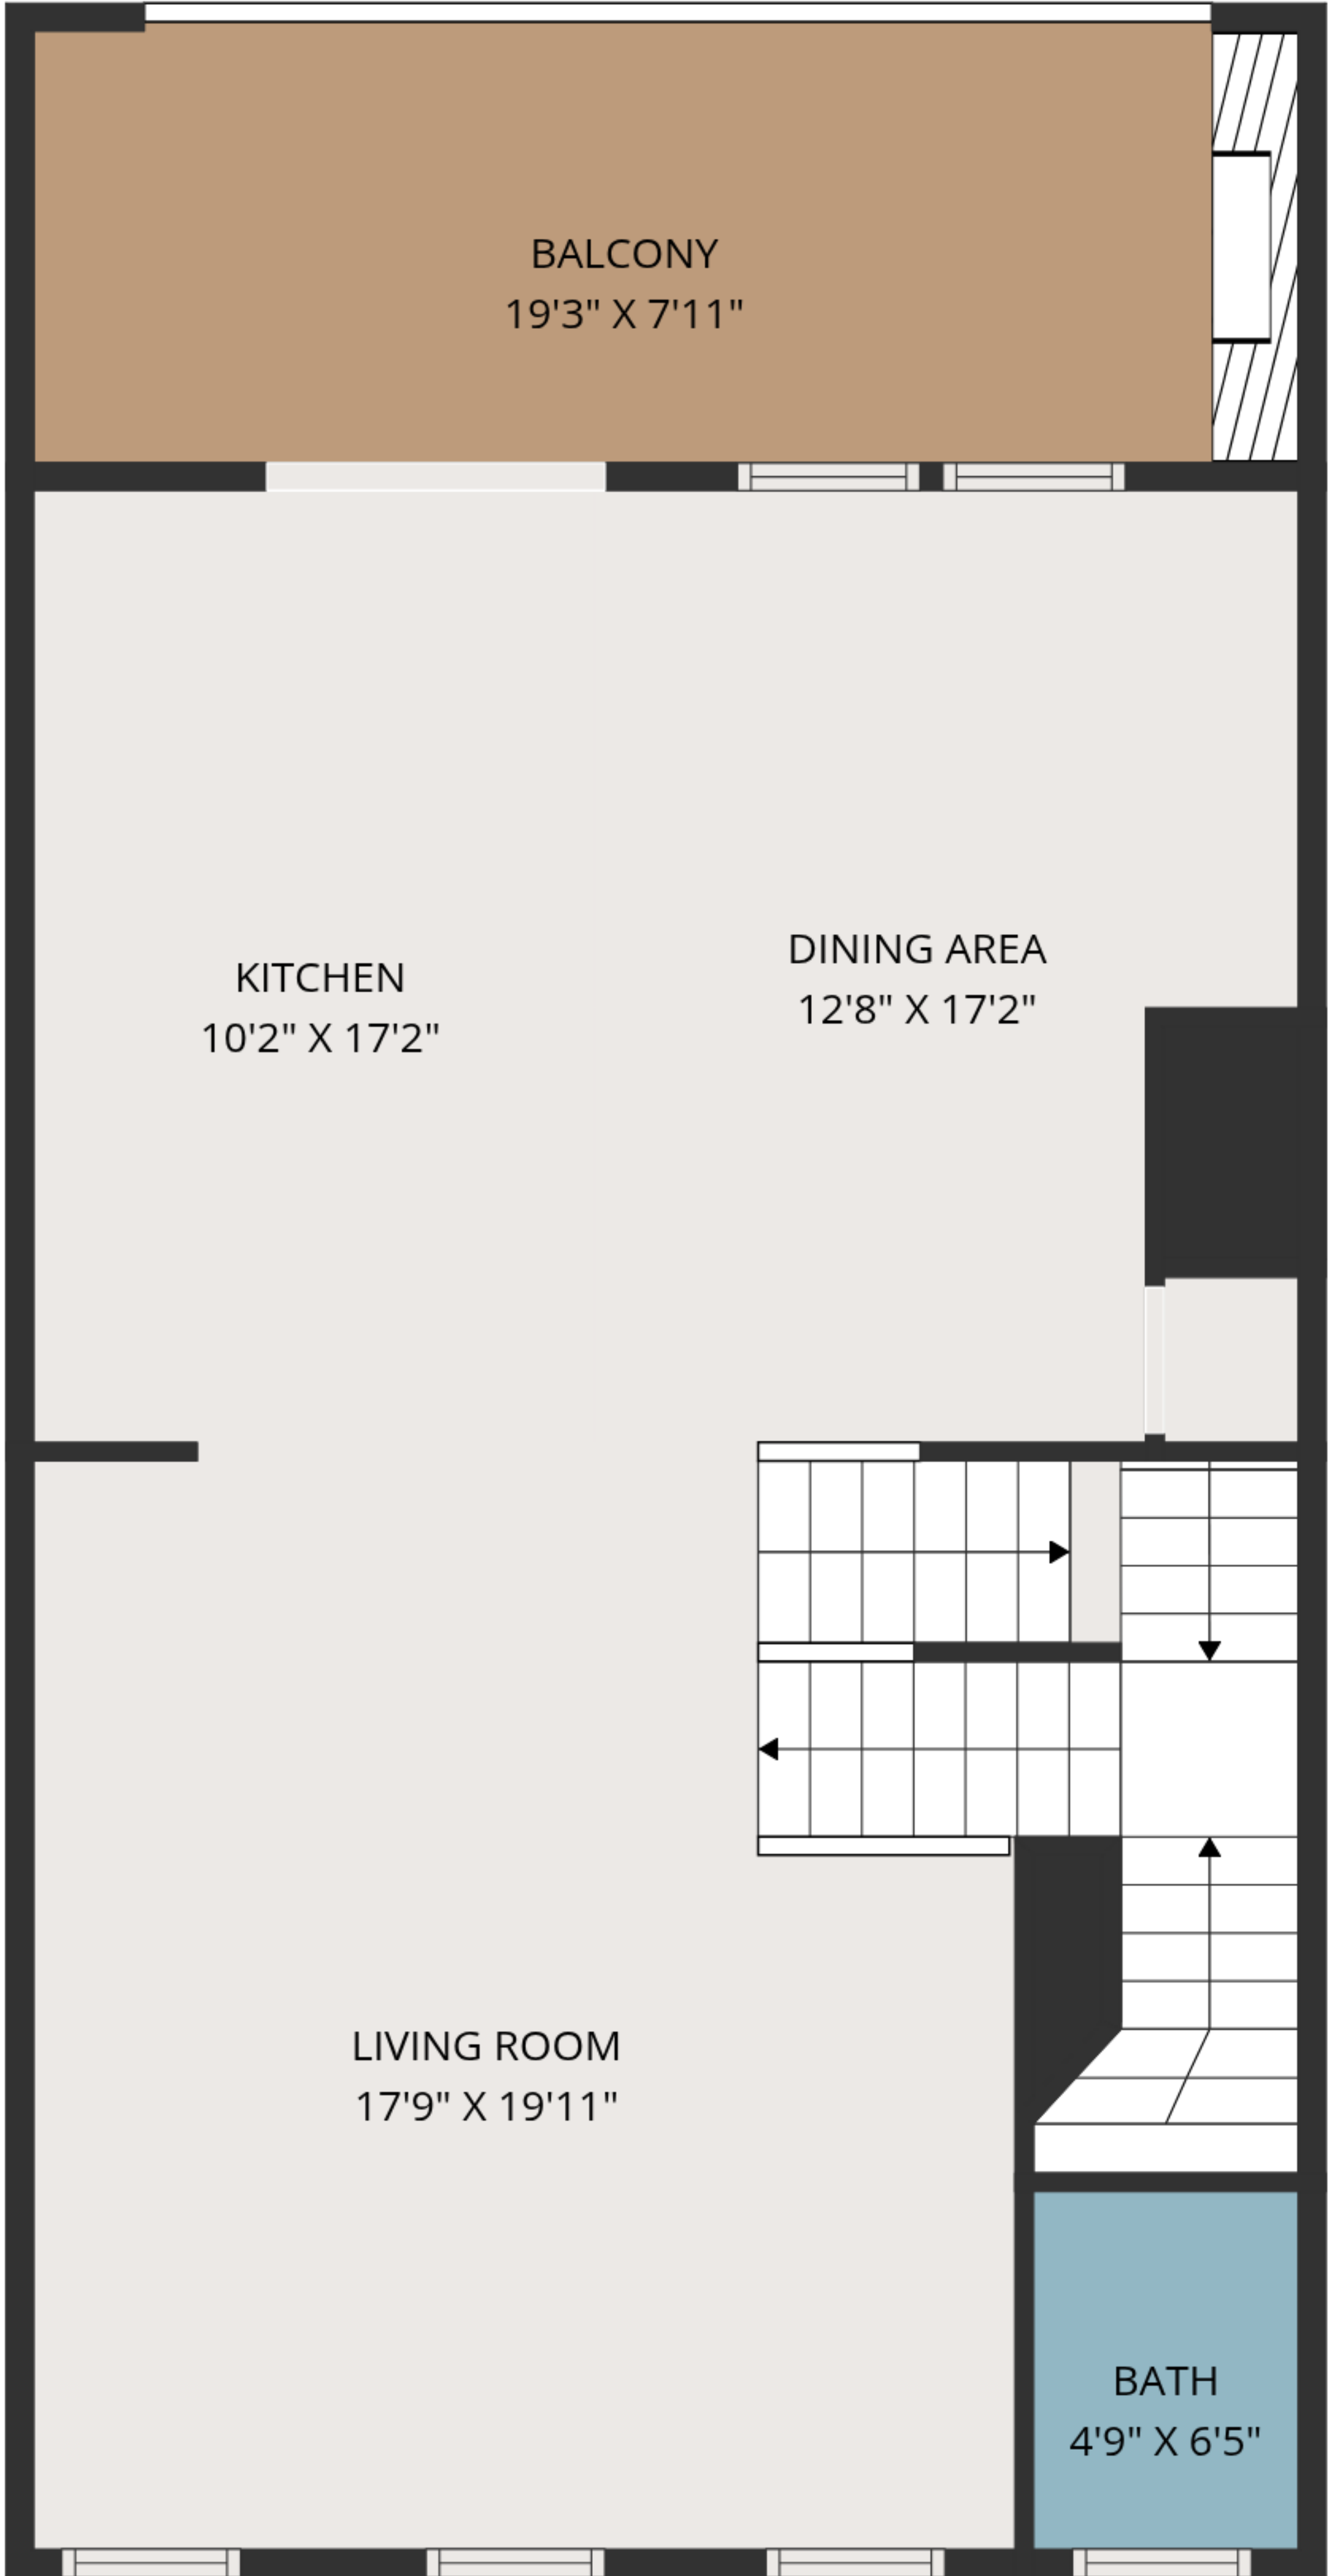 BALCONY
19'3" X 7'11"
DINING AREA
12'8" X 17'2"
KITCHEN
10'2" X 17'2"
LIVING ROOM
17'9" X 19'11"
BATH
4'9" X 6'5"